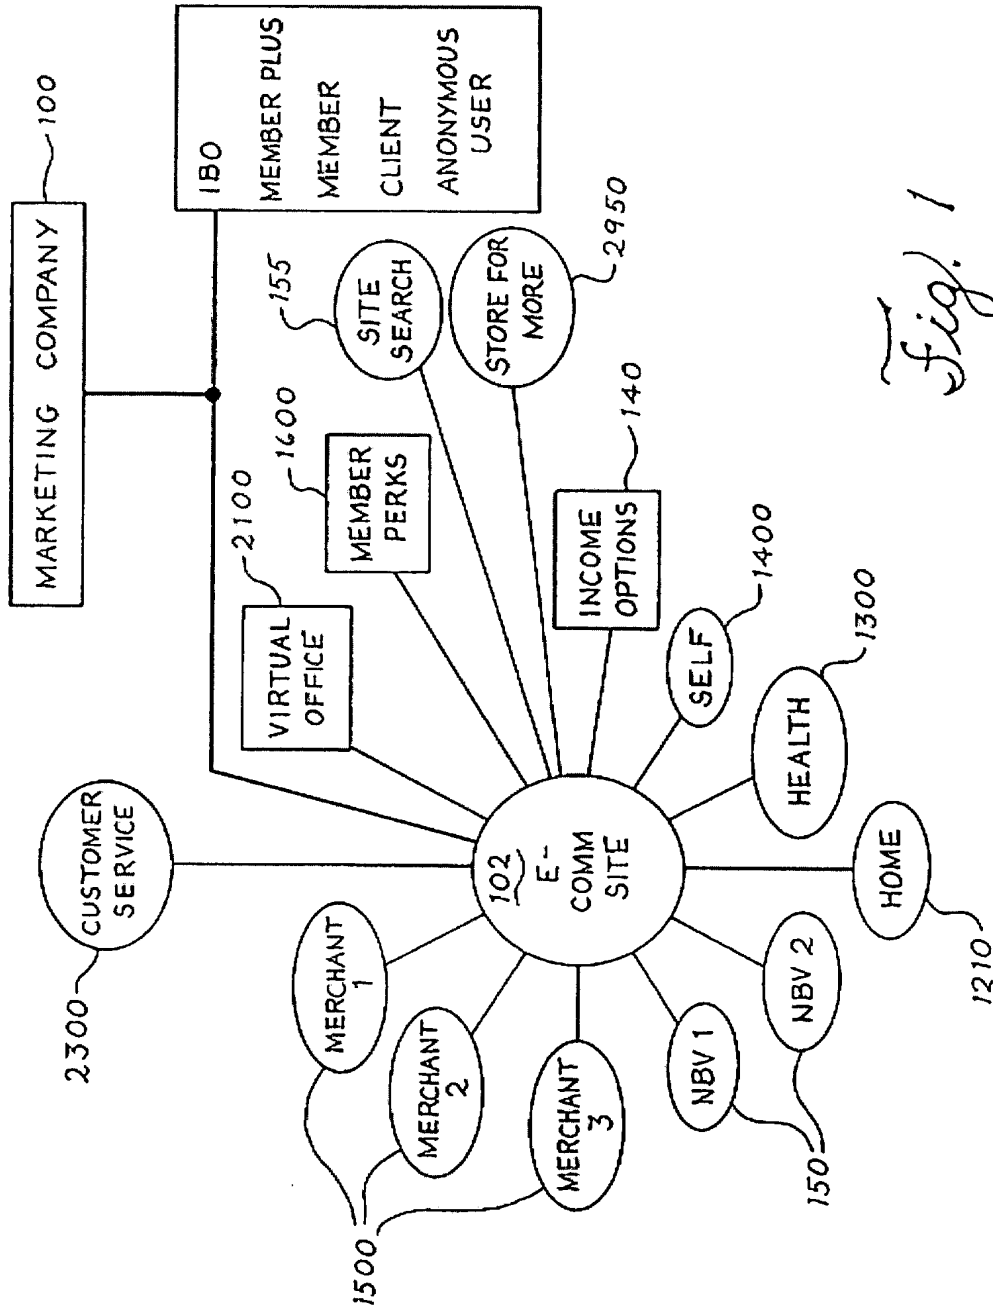 MARKETING COMPANY
100
IBO
MEMBER PLUS
MEMBER
CLIENT
ANONYMOUS
USER
CUSTOMER
SERVICE
2300
VIRTUAL
OFFICE
2100
MEMBER
PERKS
1600
SITE
SEARCH
155
STORE FOR
MORE
2950
INCOME
OPTIONS
140
SELF
1400
HEALTH
1300
HOME
1210
102
E-
COMM
SITE
MERCHANT
1
MERCHANT
2
MERCHANT
3
1500
NBV 1
NBV 2
150
Fig. 1